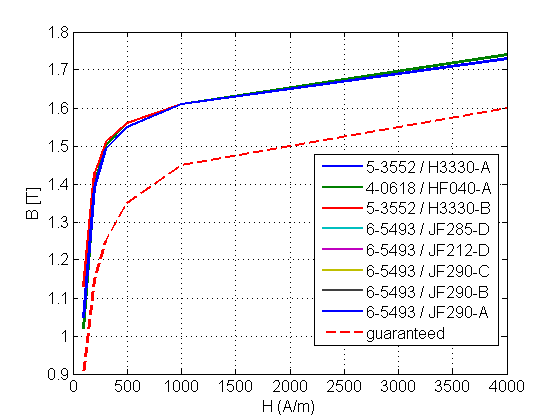 1.8
1.7
1.6
1.5
1.4
1.3
1.2
1.1
1
0.9
B [T]
5-3552 / H3330-A
4-0618 / HF040-A
5-3552 / H3330-B
6-5493 / JF285-D
6-5493 / JF212-D
6-5493 / JF290-C
6-5493 / JF290-B
6-5493 / JF290-A
guaranteed
0 500 1000 1500 2000 2500 3000 3500 4000
H (A/m)